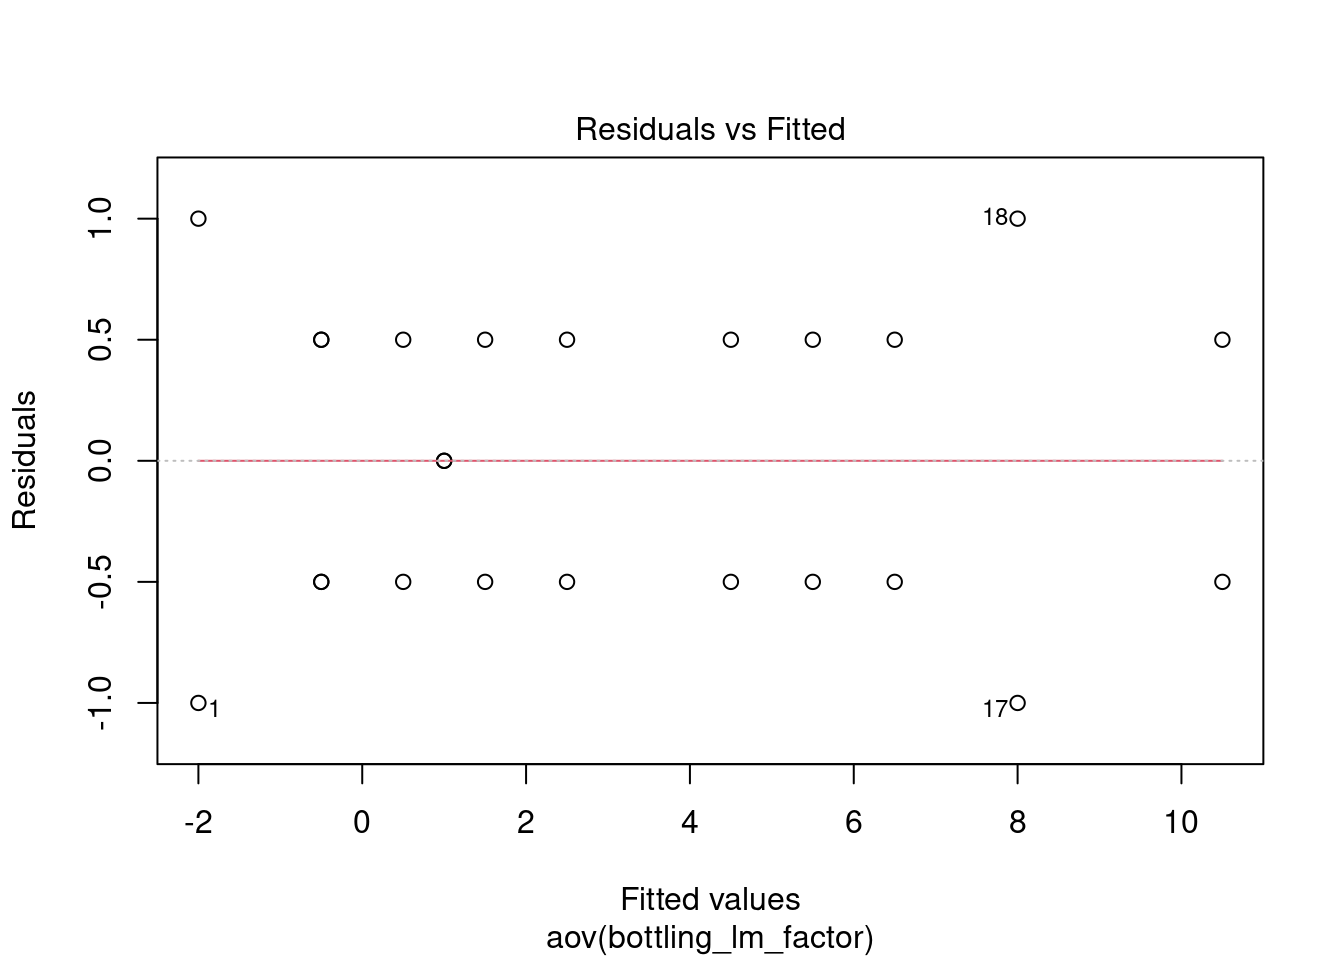 Residuals vs Fitted
Residuals
1.0
0.5
0.0
-0.5
-1.0
18
1
17
-2 0 2 4 6 8 10
Fitted values
aov(bottling_lm_factor)